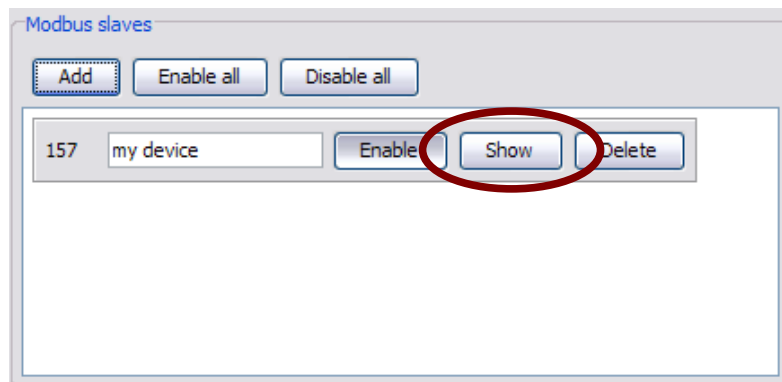 Modbus slaves
Add Enable all Disable all
157 my device Enable Show Delete